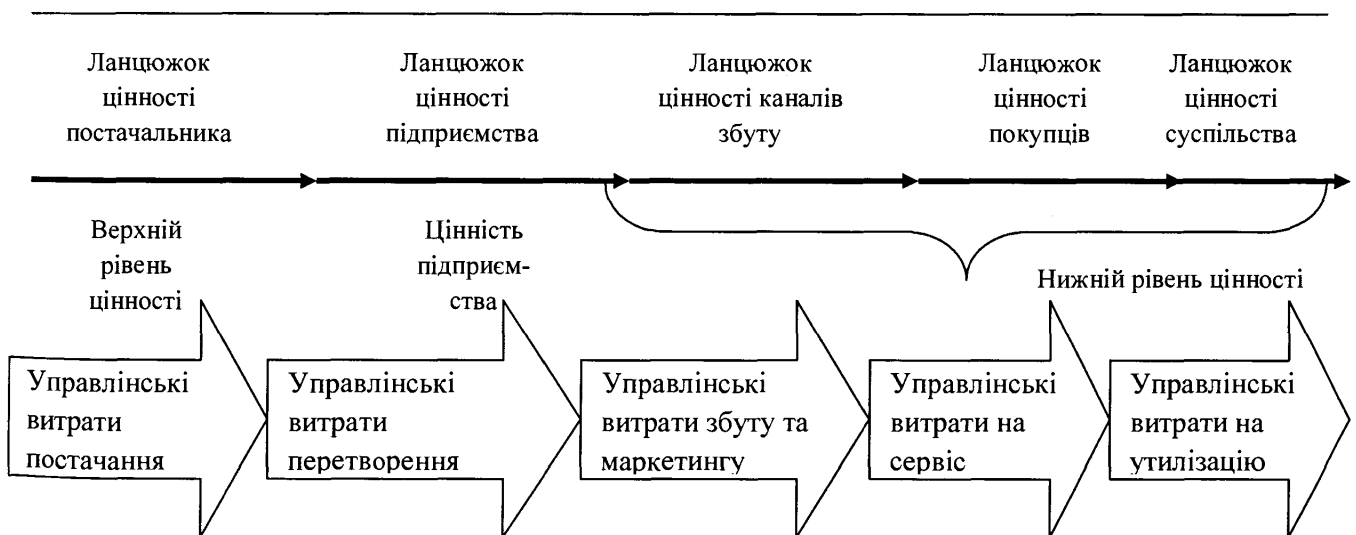 Ланцюжок
цінності
постачальника
Ланцюжок
цінності
підприємства
Ланцюжок
цінності каналів
збуту
Ланцюжок
цінності
покупців
Ланцюжок
цінності
суспільства
Верхній
рівень
цінності
Цінність
підприєм-
ства
Нижній рівень цінності
Управлінські
витрати
постачання
Управлінські
витрати
перетворення
Управлінські
витрати збуту та
маркетингу
Управлінські
витрати на
сервіс
Управлінські
витрати на
утилізацію